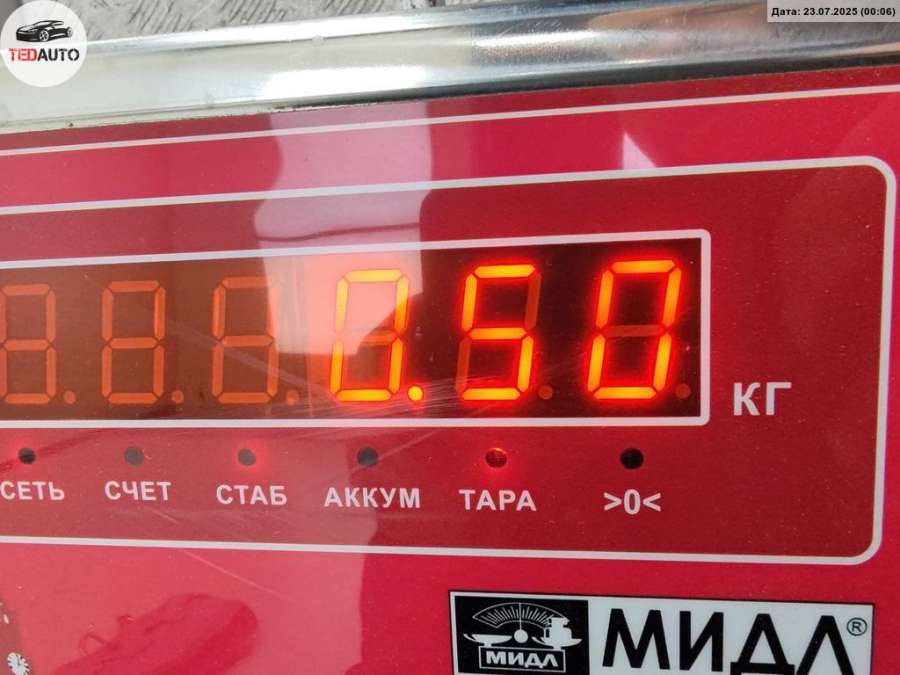 Дата: 23.07.2025 (00:06)
TEDAUTO
0.50
КГ
СЕТЬ СЧЕТ СТАБ АККУМ ТАРА >0<
МИДЛ МИДЛ®